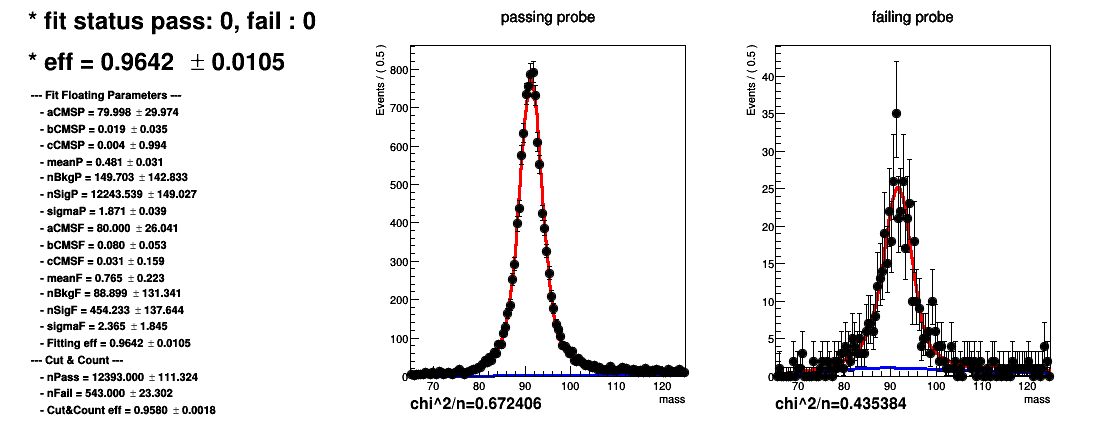 * fit status pass: 0, fail : 0
* eff = 0.9642 ± 0.0105
--- Fit Floating Parameters ---
- aCMSP = 79.998 ± 29.974
- bCMSP = 0.019 ± 0.035
- cCMSP = 0.004 ± 0.994
- meanP = 0.481 ± 0.031
- nBkgP = 149.703 ± 142.833
- nSigP = 12243.539 ± 149.027
- sigmaP = 1.871 ± 0.039
- aCMSF = 80.000 ± 26.041
- bCMSF = 0.080 ± 0.053
- cCMSF = 0.031 ± 0.159
- meanF = 0.765 ± 0.223
- nBkgF = 88.899 ± 131.341
- nSigF = 454.233 ± 137.644
- sigmaF = 2.365 ± 1.845
- Fitting eff = 0.9642 ± 0.0105
--- Cut & Count ---
- nPass = 12393.000 ± 111.324
- nFail = 543.000 ± 23.302
- Cut&Count eff = 0.9580 ± 0.0018
passing probe
Events / ( 0.5 )
800
700
600
500
400
300
200
100
0
70 80 90 100 110 120
mass
chi^2/n=0.672406
failing probe
Events / ( 0.5 )
40
35
30
25
20
15
10
5
0
70 80 90 100 110 120
mass
chi^2/n=0.435384